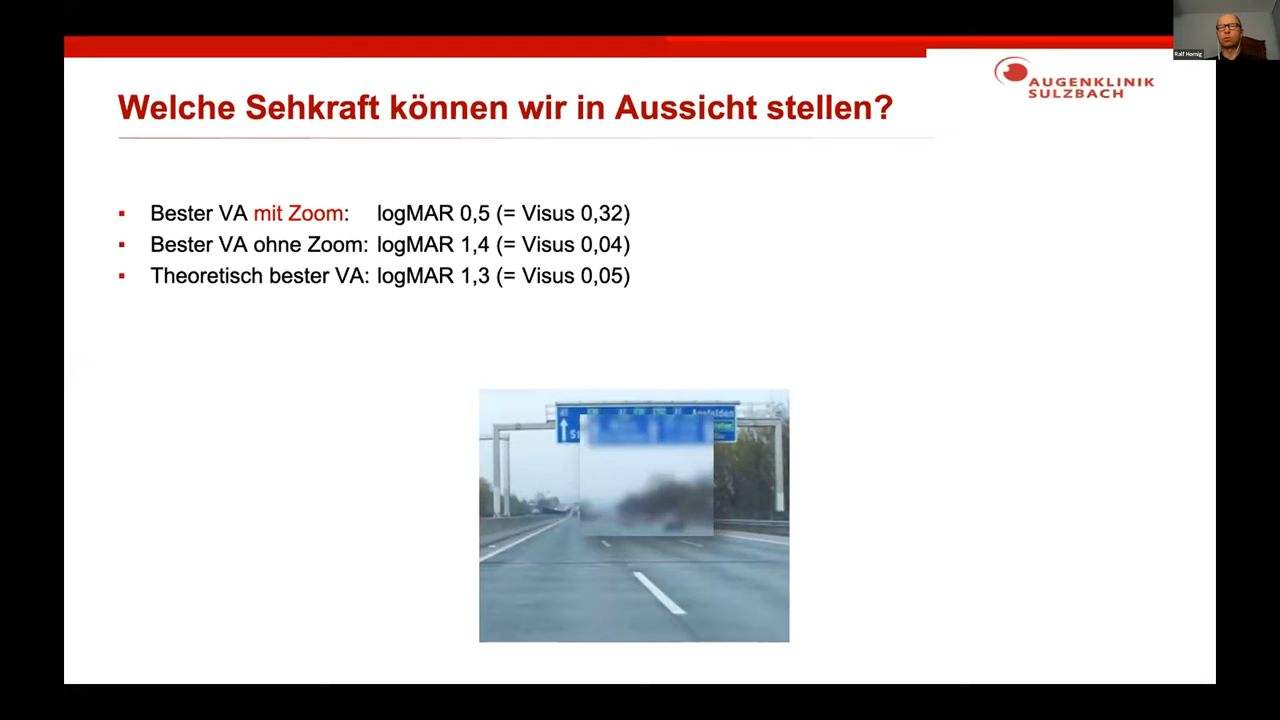 Ralf Hornig
AUGENKLINIK
SULZBACH
Welche Sehkraft können wir in Aussicht stellen?
▪ Bester VA mit Zoom: logMAR 0,5 (= Visus 0,32)
▪ Bester VA ohne Zoom: logMAR 1,4 (= Visus 0,04)
▪ Theoretisch bester VA: logMAR 1,3 (= Visus 0,05)